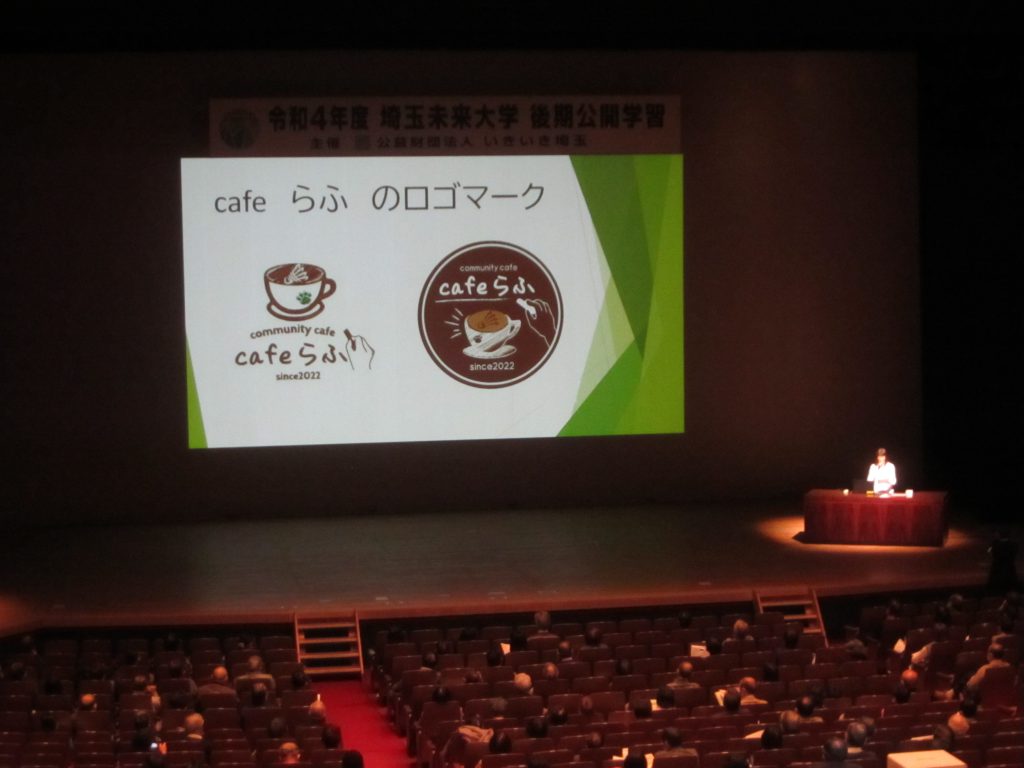 令和4年度 埼玉未来大学 後期公開学習
主催 公益財団法人 いきいき埼玉
cafe らふ のロゴマーク
community cafe
cafeらふ
since2022
community cafe
cafeらふ
since2022